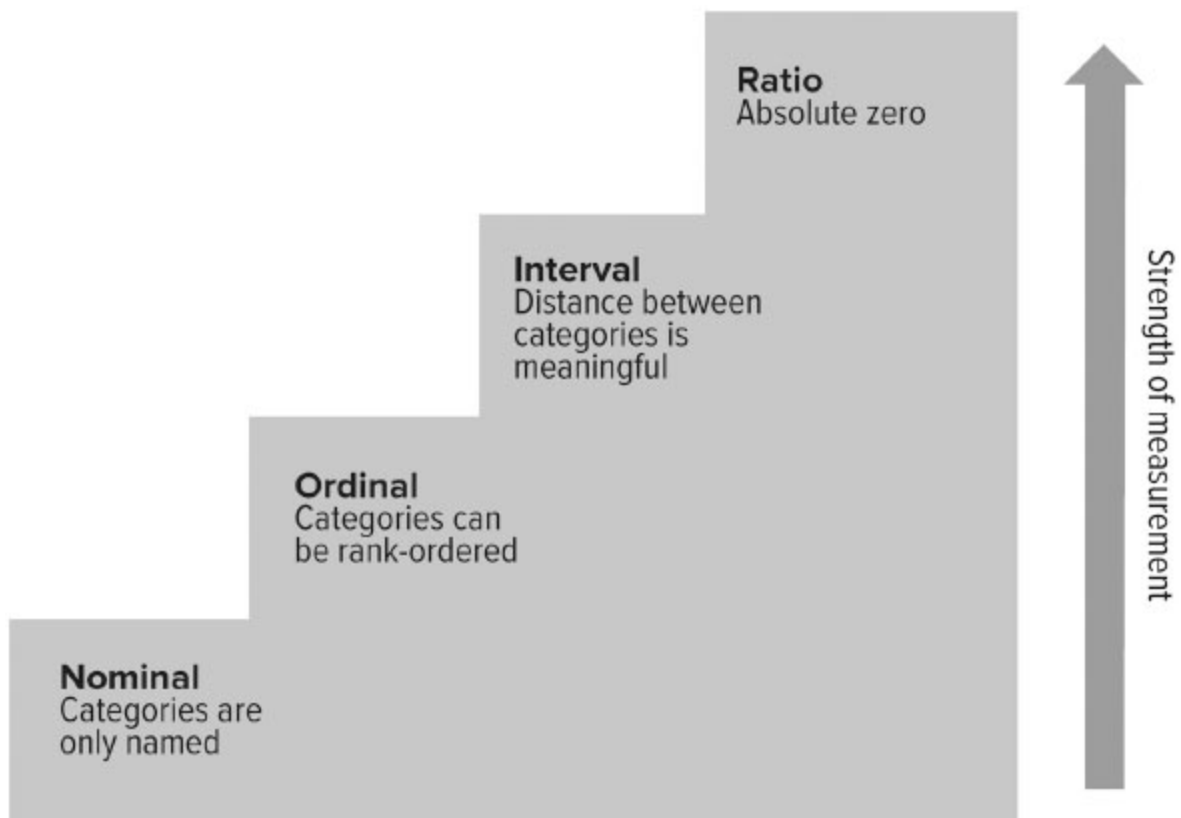 Ratio
Absolute zero
Interval
Distance between
categories is
meaningful
Ordinal
Categories can
be rank-ordered
Nominal
Categories are
only named
Strength of measurement